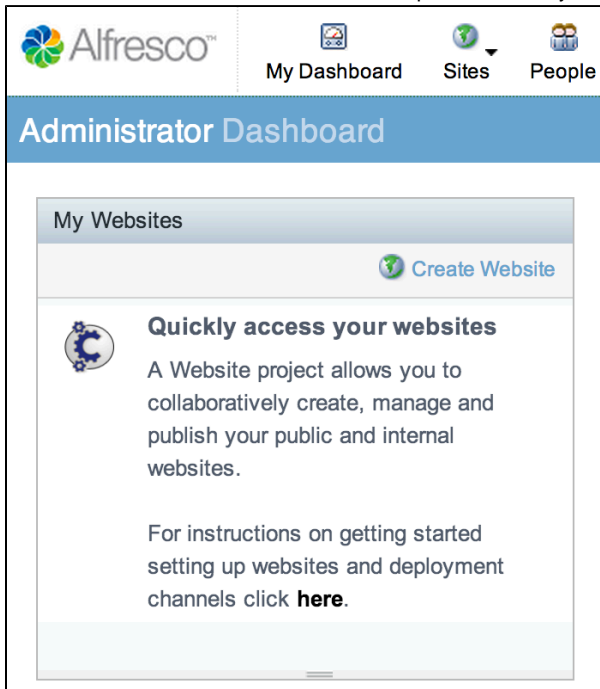 Alfresco™
My Dashboard Sites People
Administrator Dashboard
My Websites
Create Website
Quickly access your websites
A Website project allows you to
collaboratively create, manage and
publish your public and internal
websites.
For instructions on getting started
setting up websites and deployment
channels click here.